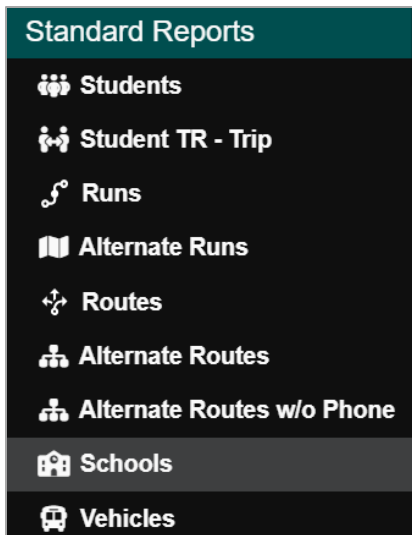 Standard Reports
Students
Student TR - Trip
Runs
Alternate Runs
Routes
Alternate Routes
Alternate Routes w/o Phone
Schools
Vehicles